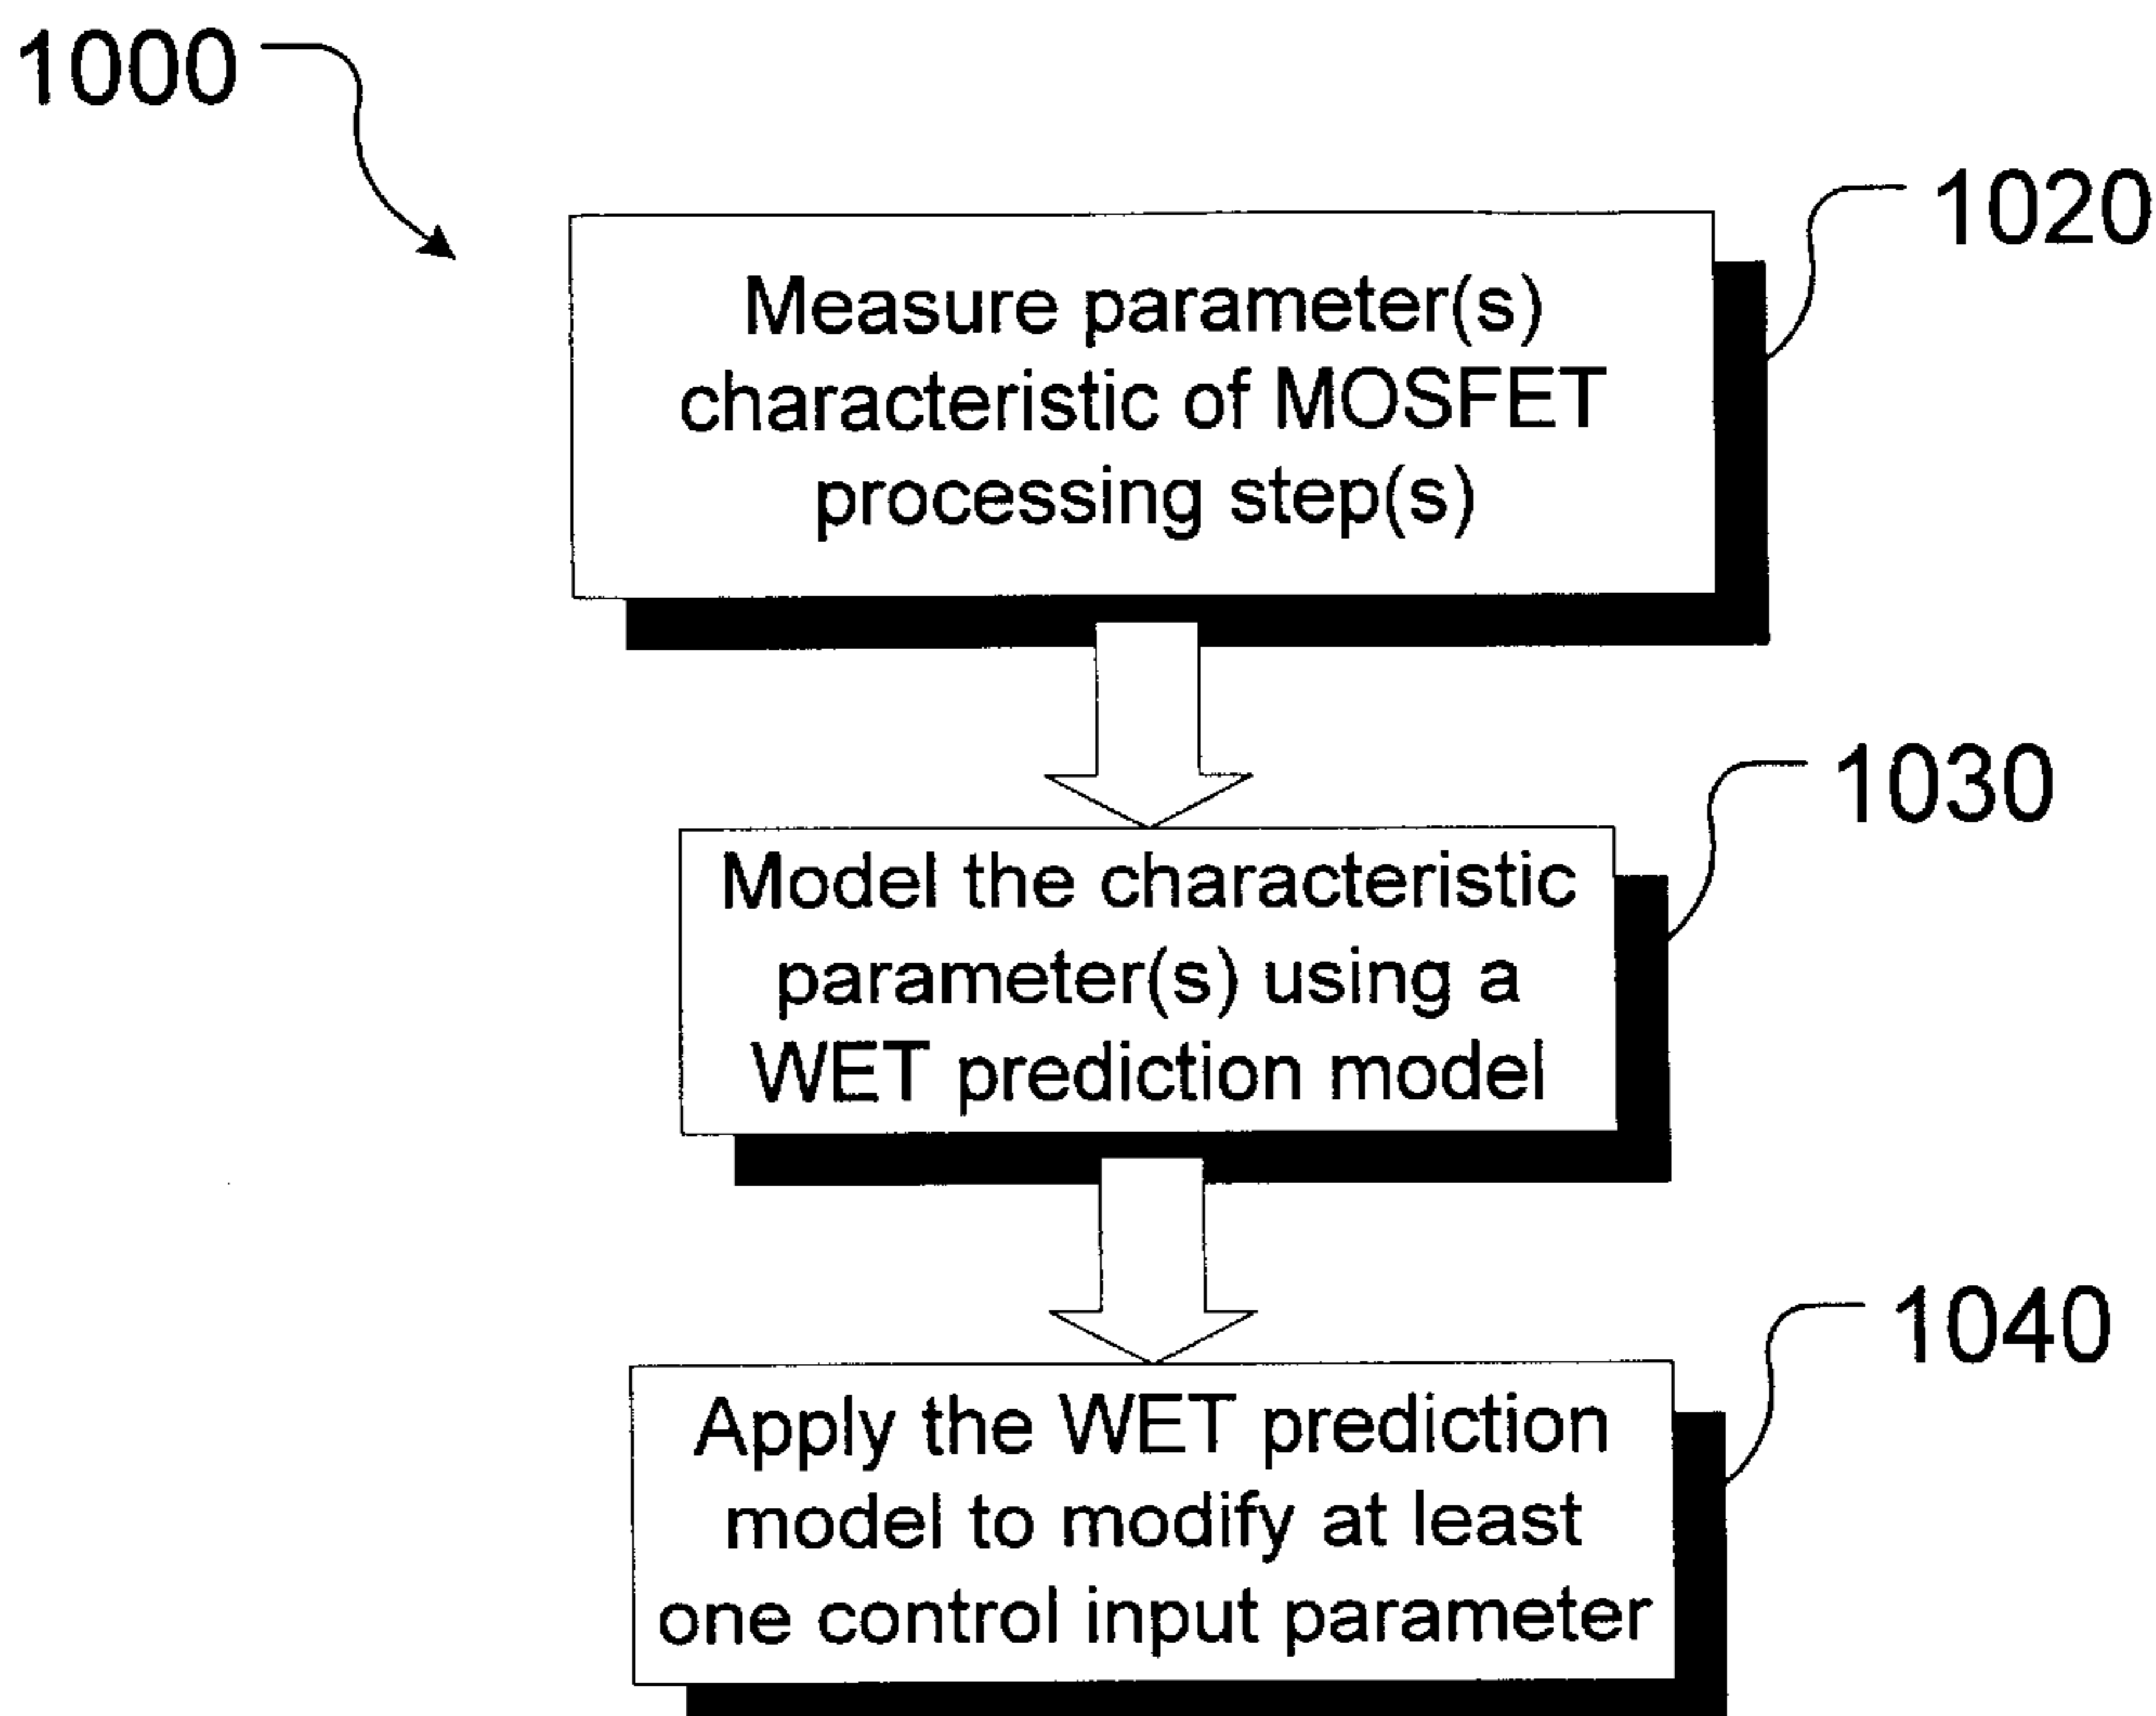 1000
1020
Measure parameter(s)
characteristic of MOSFET
processing step(s)
1030
Model the characteristic
parameter(s) using a
WET prediction model
1040
Apply the WET prediction
model to modify at least
one control input parameter